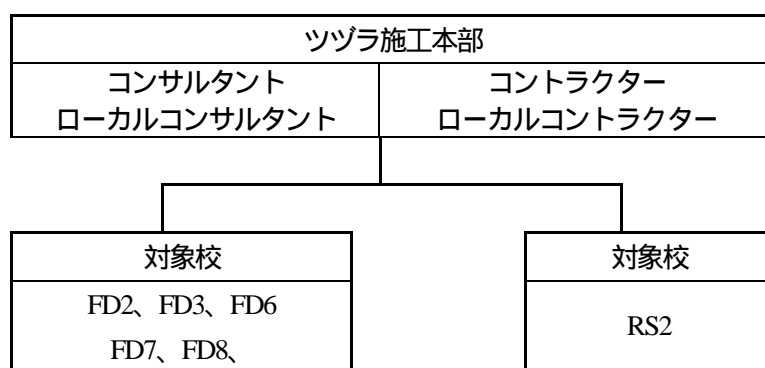 ツヅラ施工本部
コンサルタント
ローカルコンサルタント
コントラクター
ローカルコントラクター
対象校
FD2、FD3、FD6
FD7、FD8、
対象校
RS2